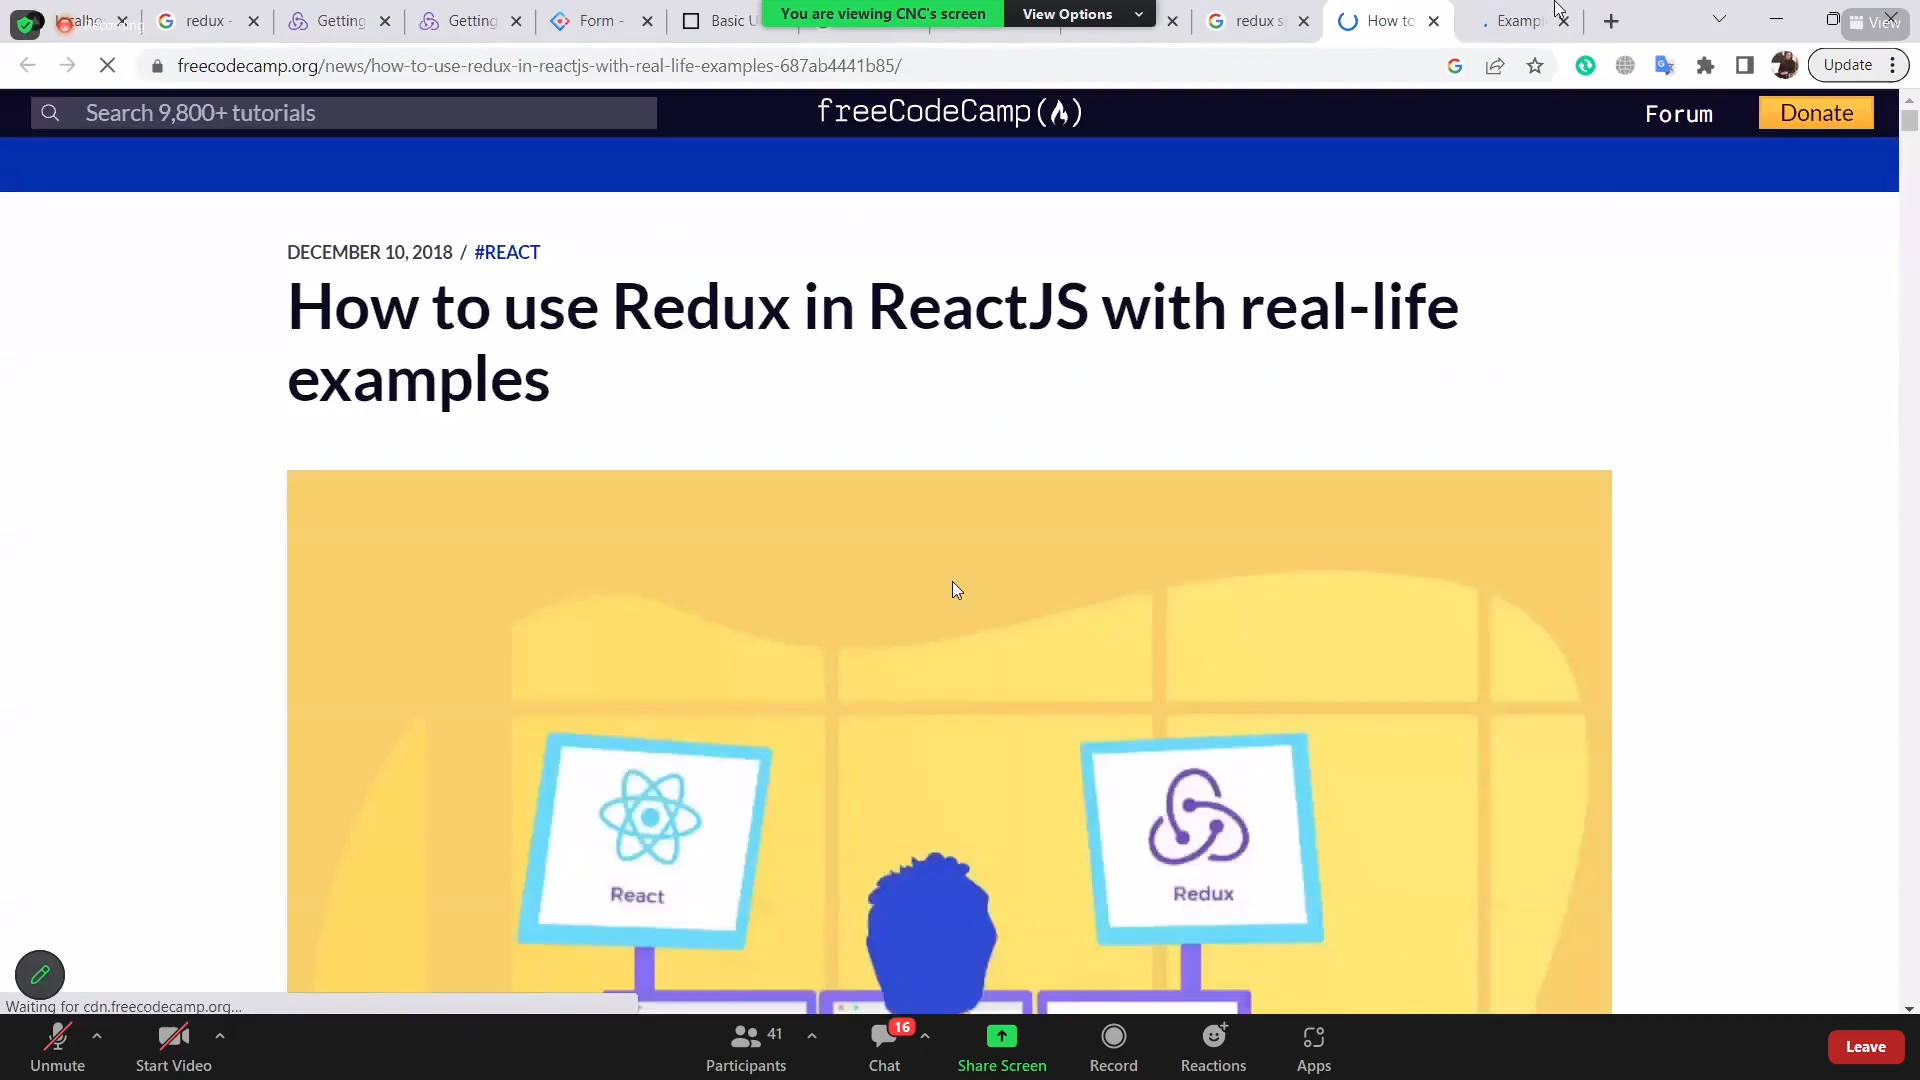 localho
redux -
Getting
Getting
Form -
Basic U
You are viewing CNC's screen
View Options
redux s
How to
Exampl
View
Recording
freecodecamp.org/news/how-to-use-redux-in-reactjs-with-real-life-examples-687ab4441b85/
Update
Search 9,800+ tutorials
freeCodeCamp
Forum
Donate
DECEMBER 10, 2018 / #REACT
How to use Redux in ReactJS with real-life
examples
React
Redux
Waiting for cdn.freecodecamp.org...
Unmute
Start Video
Participants
41
Chat
16
Share Screen
Record
Reactions
Apps
Leave